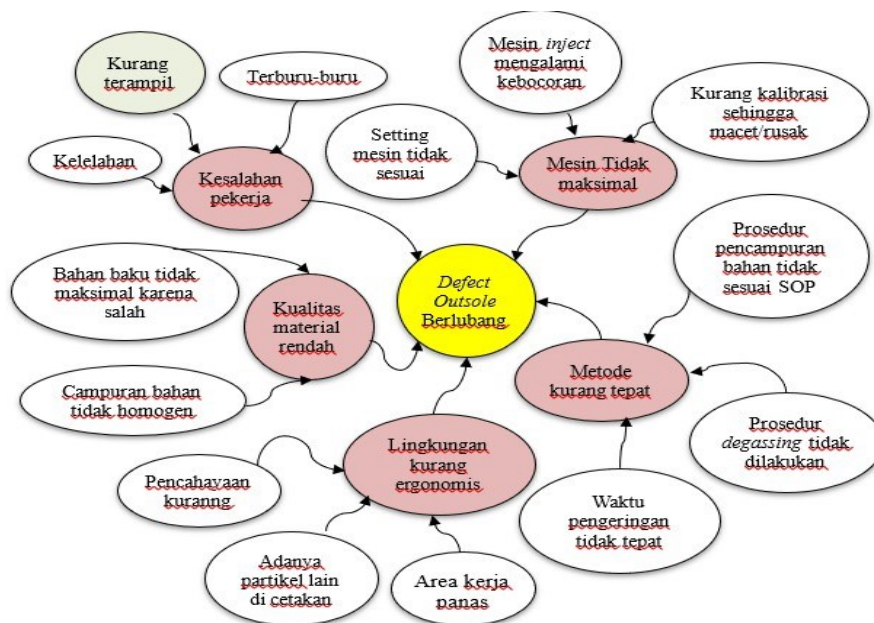 Kurang
terampil
Terburu-buru
Kelelahan
Kesalahan
pekerja
Mesin inject
mengalami
kebocoran
Setting
mesin tidak
sesuai
Kurang kalibrasi
sehingga
macet/rusak
Mesin Tidak
maksimal
Bahan baku tidak
maksimal karena
salah
Kualitas
material
rendah
Campuran bahan
tidak homogen
Defect
Outsole
Berlubang
Prosedur
pencampuran
bahan tidak
sesuai SOP
Metode
kurang tepat
Prosedur
degassing tidak
dilakukan
Waktu
pengeringan
tidak tepat
Lingkungan
kurang
ergonomis
Pencahayaan
kuranng
Adanya
partikel lain
di cetakan
Area kerja
panas